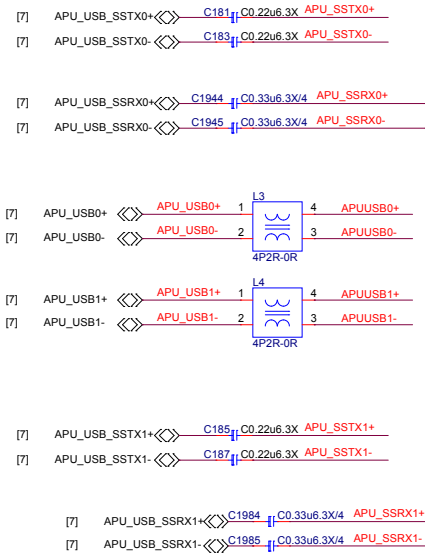 [7] APU_USB_SSTX0+ C181 C0.22u6.3X APU_SSTX0+
[7] APU_USB_SSTX0- C183 C0.22u6.3X APU_SSTX0-
[7] APU_USB_SSRX0+ C1944 C0.33u6.3X/4 APU_SSRX0+
[7] APU_USB_SSRX0- C1945 C0.33u6.3X/4 APU_SSRX0-
L3
[7] APU_USB0+ APU_USB0+ 1 4 APUUSB0+
[7] APU_USB0- APU_USB0- 2 3 APUUSB0-
4P2R-0R
L4
[7] APU_USB1+ APU_USB1+ 1 4 APUUSB1+
[7] APU_USB1- APU_USB1- 2 3 APUUSB1-
4P2R-0R
[7] APU_USB_SSTX1+ C185 C0.22u6.3X APU_SSTX1+
[7] APU_USB_SSTX1- C187 C0.22u6.3X APU_SSTX1-
[7] APU_USB_SSRX1+ C1984 C0.33u6.3X/4 APU_SSRX1+
[7] APU_USB_SSRX1- C1985 C0.33u6.3X/4 APU_SSRX1-